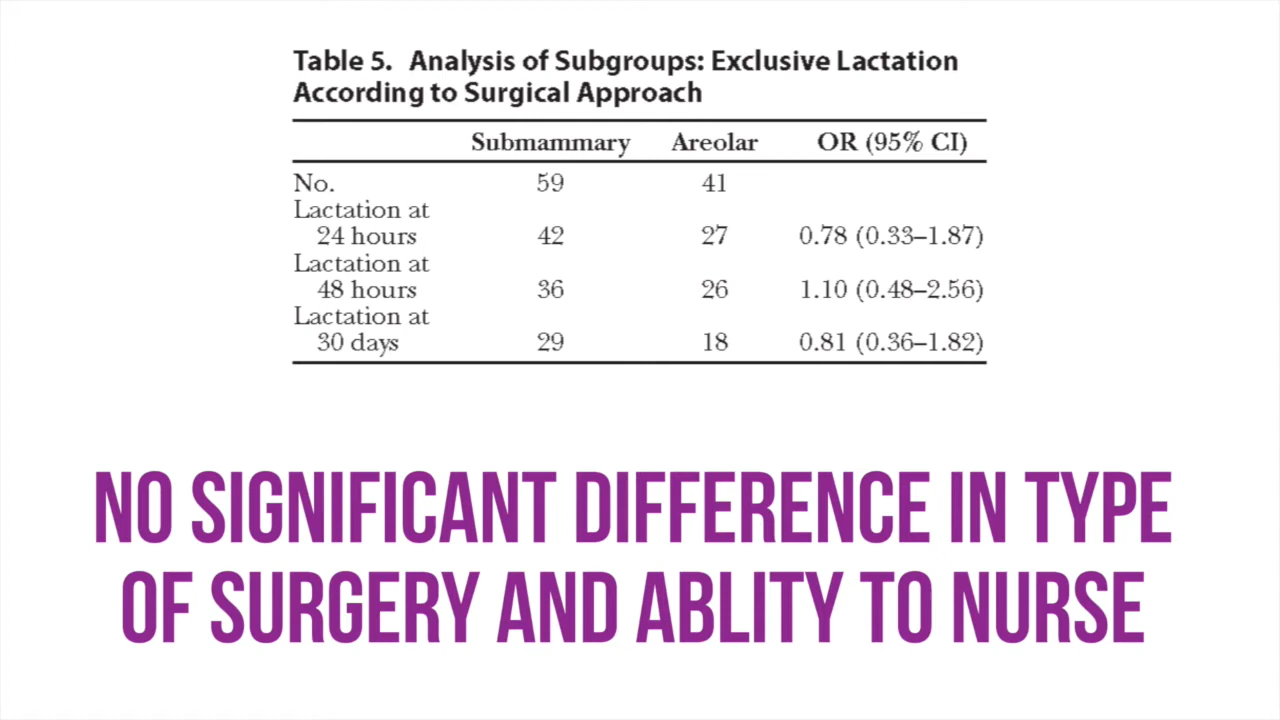 Table 5. Analysis of Subgroups: Exclusive Lactation
According to Surgical Approach
Submammary Areolar OR (95% CI)
No. 59 41
Lactation at
24 hours 42 27 0.78 (0.33–1.87)
Lactation at
48 hours 36 26 1.10 (0.48–2.56)
Lactation at
30 days 29 18 0.81 (0.36–1.82)
NO SIGNIFICANT DIFFERENCE IN TYPE
OF SURGERY AND ABLITY TO NURSE